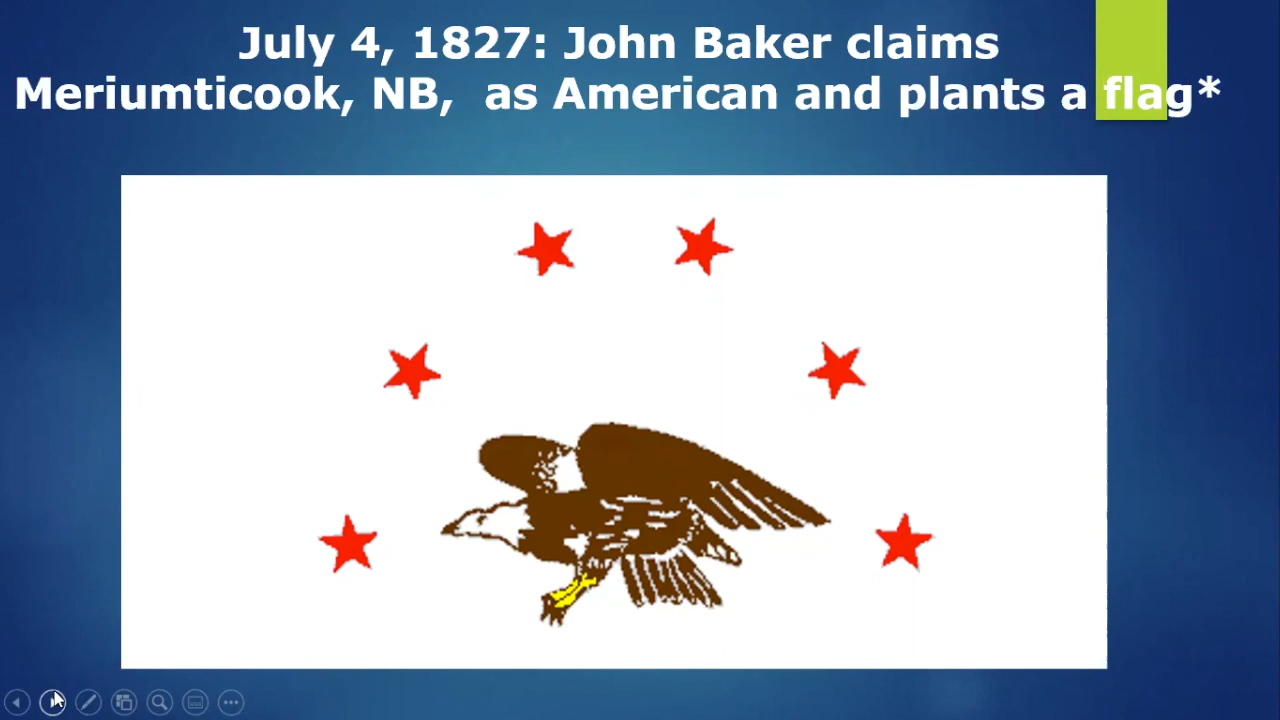 July 4, 1827: John Baker claims
Meriumticook, NB, as American and plants a flag*